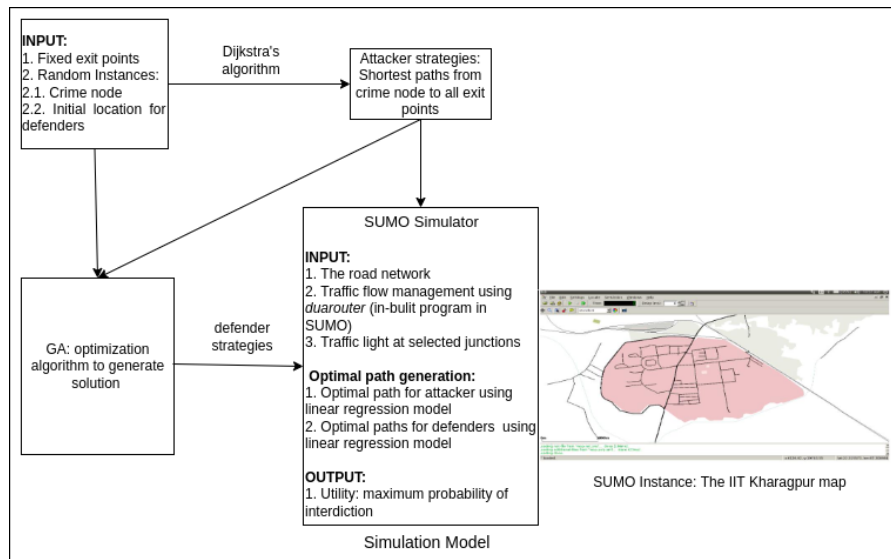 INPUT:
1. Fixed exit points
2. Random Instances:
2.1. Crime node
2.2. Initial location for
defenders
Dijkstra's
algorithm
Attacker strategies:
Shortest paths from
crime node to all exit
points
GA: optimization
algorithm to generate
solution
defender
strategies
SUMO Simulator
INPUT:
1. The road network
2. Traffic flow management using
duarouter (in-bulit program in
SUMO)
3. Traffic light at selected junctions
Optimal path generation:
1. Optimal path for attacker using
linear regression model
2. Optimal paths for defenders using
linear regression model
OUTPUT:
1. Utility: maximum probability of
interdiction
Simulation Model
SUMO Instance: The IIT Kharagpur map